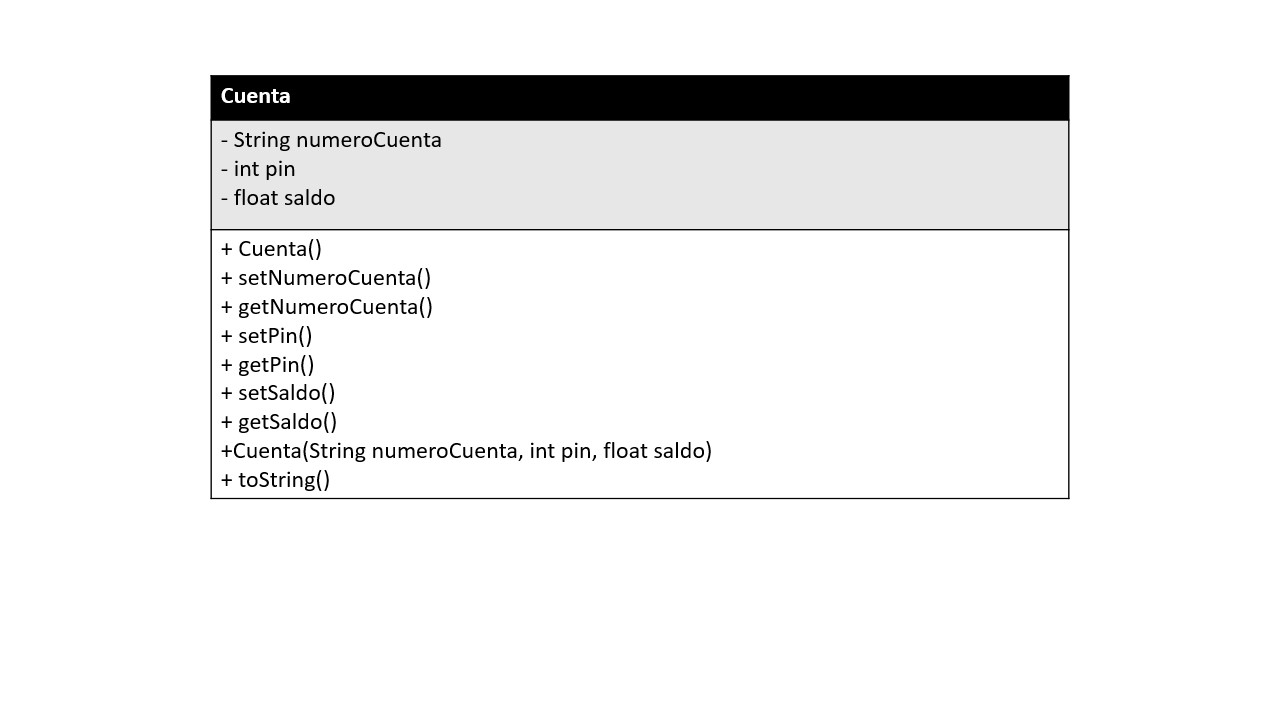 Cuenta
- String numeroCuenta
- int pin
- float saldo
+ Cuenta()
+ setNumeroCuenta()
+ getNumeroCuenta()
+ setPin()
+ getPin()
+ setSaldo()
+ getSaldo()
+Cuenta(String numeroCuenta, int pin, float saldo)
+ toString()